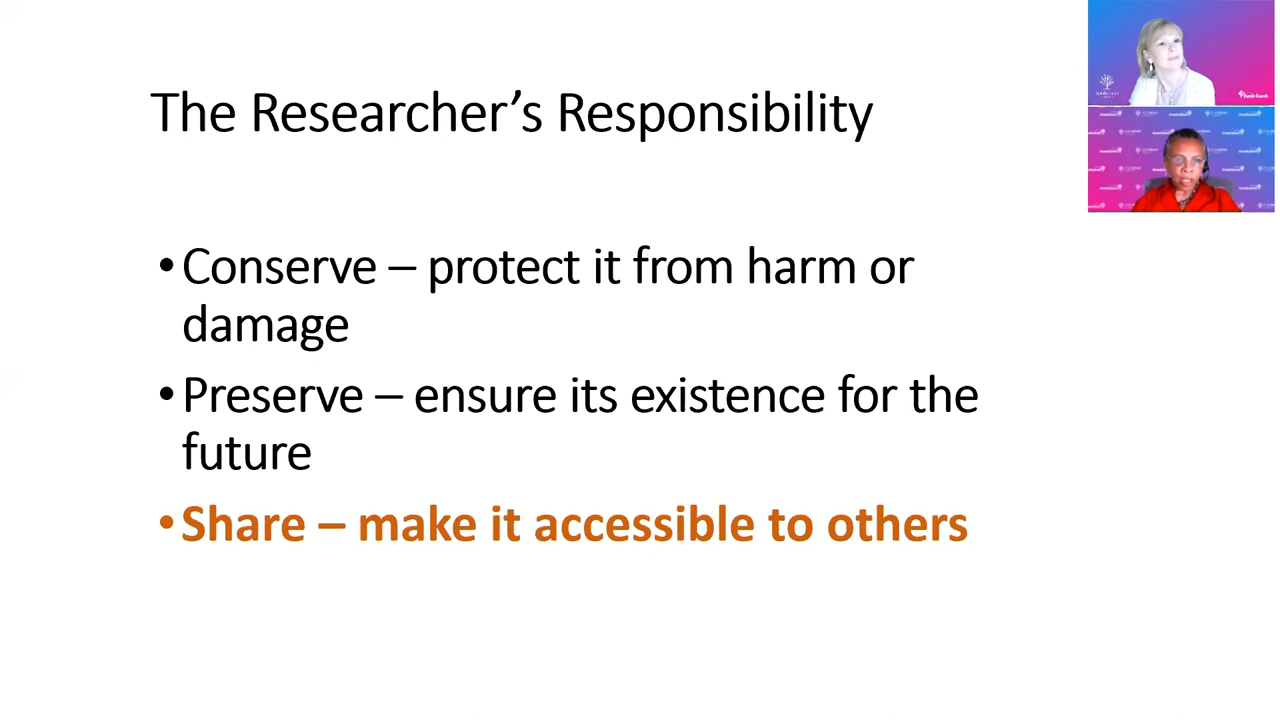 The Researcher’s Responsibility
•Conserve – protect it from harm or
damage
•Preserve – ensure its existence for the
future
•Share – make it accessible to others